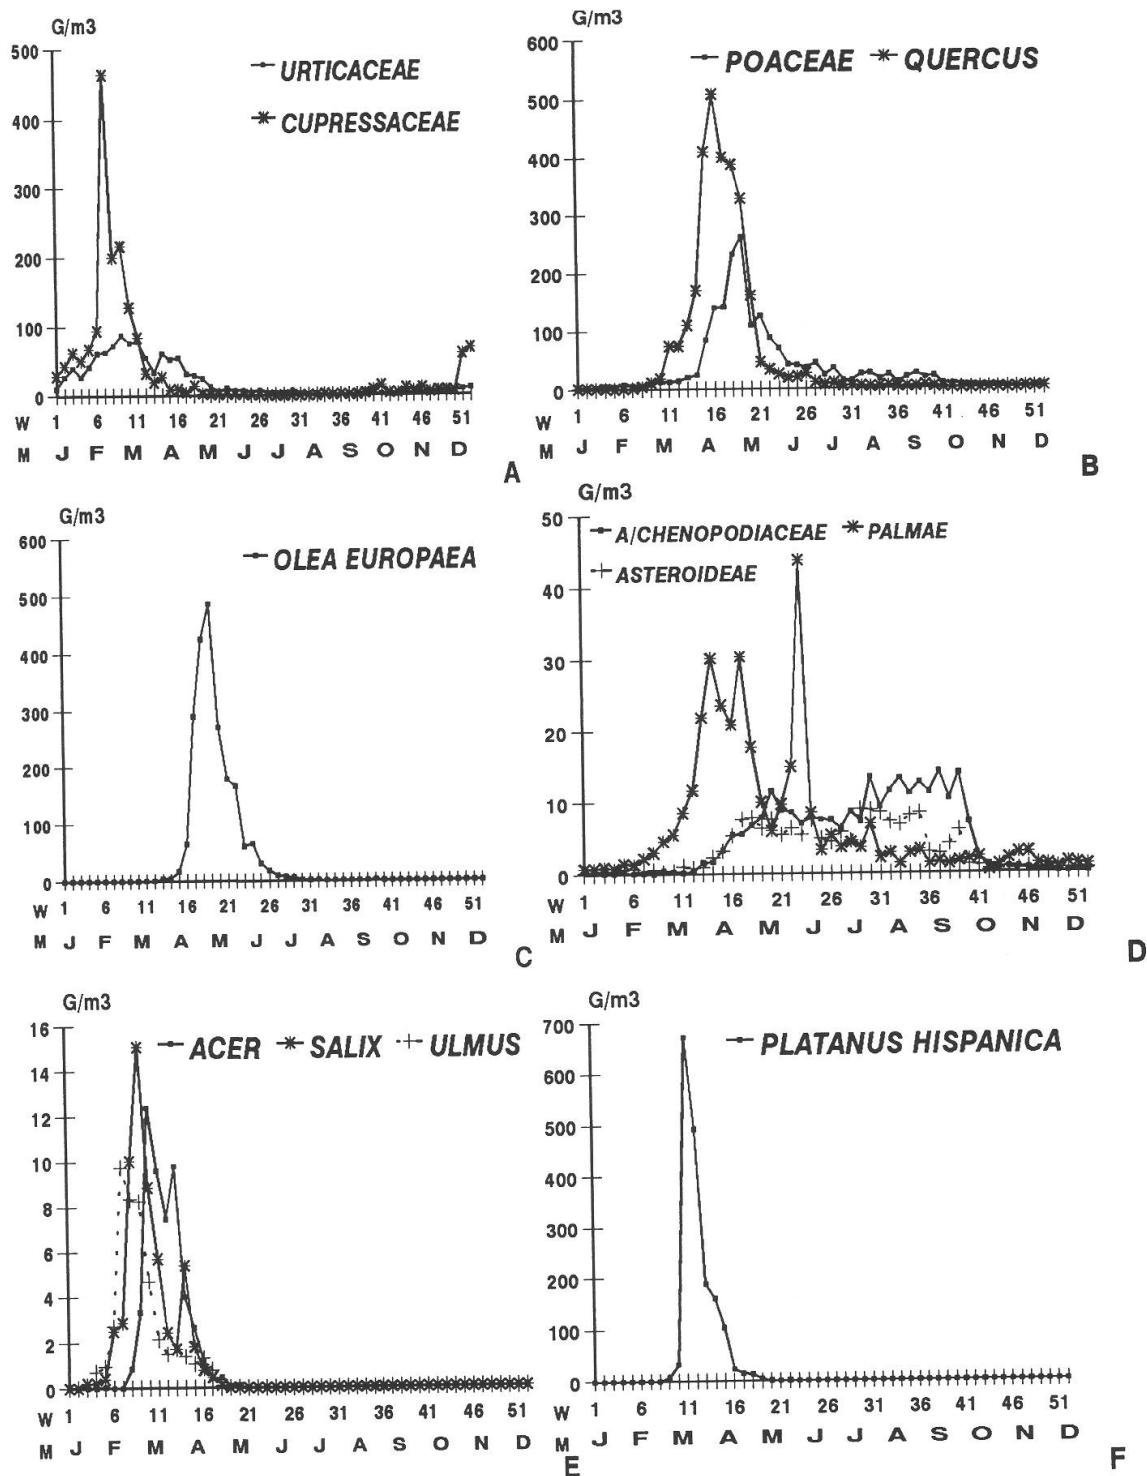 G/m3
500
400
300
200
100
0
URTICACEAE
CUPRESSACEAE
W 1 6 11 16 21 26 31 36 41 46 52
M J F M A M J J A S O N D
A
G/m3
600
500
400
300
200
100
0
POACEAE QUERCUS
W 1 6 11 16 21 26 31 36 41 46 51
M J F M A M J J A S O N D
B
G/m3
600
500
400
300
200
100
0
OLEA EUROPAEA
W 1 6 11 16 21 26 31 36 41 46 51
M J F M A M J J A S O N D
C
G/m3
50
40
30
20
10
0
A/CHENOPODIACEAE PALMAE
ASTEROIDEAE
W 1 6 11 16 21 26 31 36 41 46 52
M J F M A M J J A S O N D
D
G/m3
16
14
12
10
8
6
4
2
0
ACER SALIX ULMUS
W 1 6 11 16 21 26 31 36 41 46 52
M J F M A M J J A S O N D
E
G/m3
700
600
500
400
300
200
100
0
PLATANUS HISPANICA
W 1 6 11 16 21 26 31 36 41 46 52
M J F M A M J J A S O N D
F